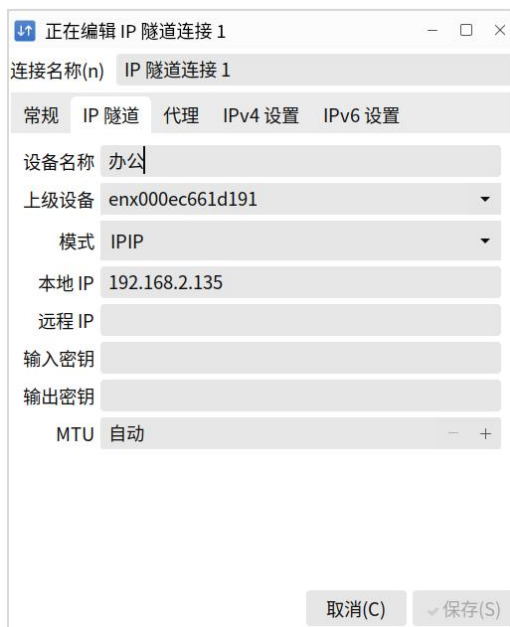 正在编辑 IP 隧道连接 1
连接名称(n) IP 隧道连接 1
常规 IP 隧道 代理 IPv4 设置 IPv6 设置
设备名称 办公
上级设备 enx000ec661d191
模式 IPIP
本地 IP 192.168.2.135
远程 IP
输入密钥
输出密钥
MTU 自动
取消(C) 保存(S)